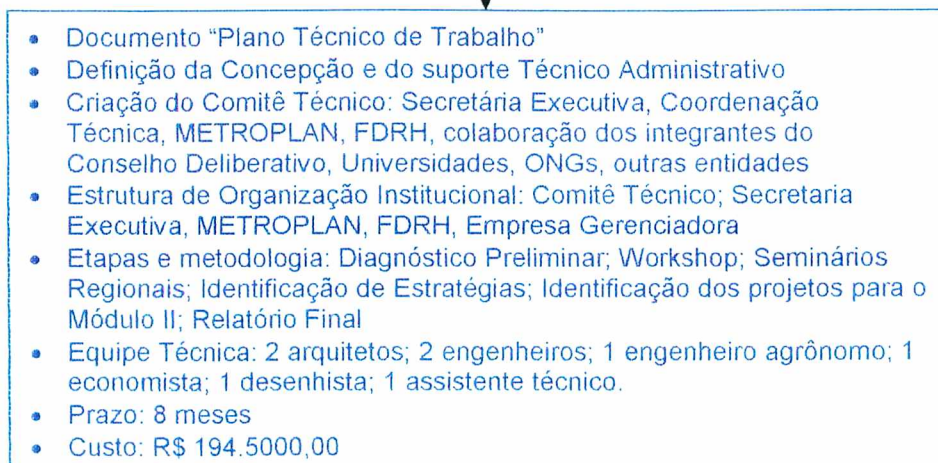 • Documento “Plano Técnico de Trabalho”
• Definição da Concepção e do suporte Técnico Administrativo
• Criação do Comitê Técnico: Secretária Executiva, Coordenação
Técnica, METROPLAN, FDRH, colaboração dos integrantes do
Conselho Deliberativo, Universidades, ONGs, outras entidades
• Estrutura de Organização Institucional: Comitê Técnico; Secretaria
Executiva, METROPLAN, FDRH, Empresa Gerenciadora
• Etapas e metodologia: Diagnóstico Preliminar; Workshop; Seminários
Regionais; Identificação de Estratégias; Identificação dos projetos para o
Módulo II; Relatório Final
• Equipe Técnica: 2 arquitetos; 2 engenheiros; 1 engenheiro agrônomo; 1
economista; 1 desenhista; 1 assistente técnico.
• Prazo: 8 meses
• Custo: R$ 194.5000,00